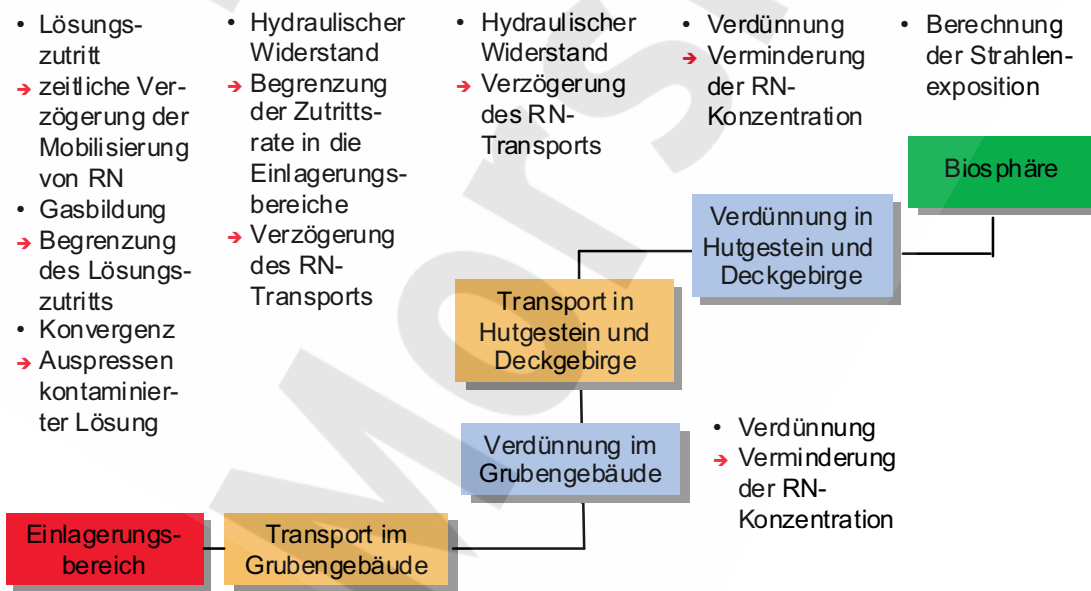 • Lösungs-
zutritt
➔ zeitliche Ver-
zögerung der
Mobilisierung
von RN
• Gasbildung
➔ Begrenzung
des Lösungs-
zutritts
• Konvergenz
➔ Auspressen
kontaminier-
ter Lösung
• Hydraulischer
Widerstand
➔ Begrenzung
der Zutritts-
rate in die
Einlagerungs-
bereiche
➔ Verzögerung
des RN-
Transports
• Hydraulischer
Widerstand
➔ Verzögerung
des RN-
Transports
• Verdünnung
➔ Verminderung
der RN-
Konzentration
• Berechnung
der Strahlen-
exposition
Biosphäre
Verdünnung in
Hutgestein und
Deckgebirge
Transport in
Hutgestein und
Deckgebirge
Verdünnung im
Grubengebäude
• Verdünnung
➔ Verminderung
der RN-
Konzentration
Einlagerungs-
bereich
Transport im
Grubengebäude